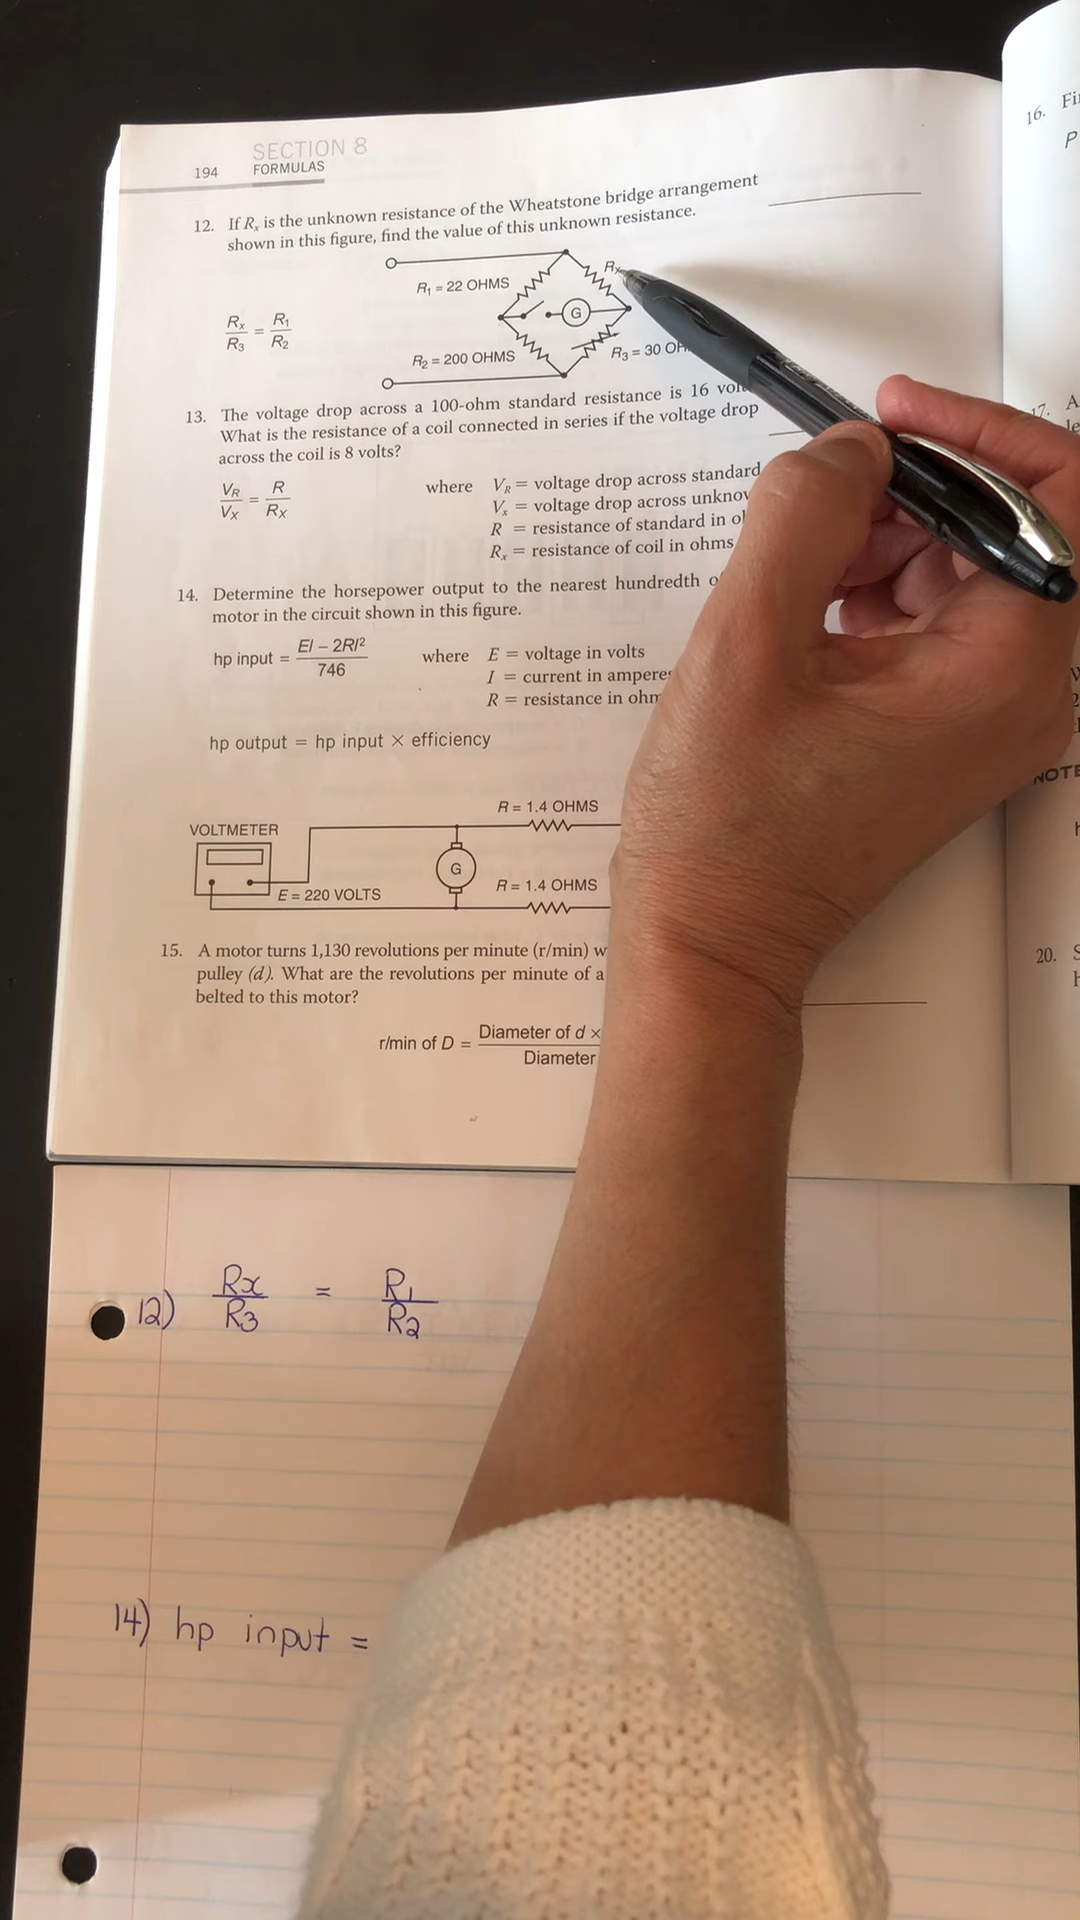 SECTION 8
194 FORMULAS
12. If Rx is the unknown resistance of the Wheatstone bridge arrangement
shown in this figure, find the value of this unknown resistance.
Rx
R1 = 22 OHMS
G
Rx/R3 = R1/R2
R2 = 200 OHMS
R3 = 30
13. The voltage drop across a 100-ohm standard resistance is 16
What is the resistance of a coil connected in series if the voltage drop
across the coil is 8 volts?
VR/VX = R/RX
where VR = voltage drop across standard
Vx = voltage drop across
R = resistance of standard in
Rx = resistance of coil in ohms
14. Determine the horsepower output to the nearest hundredth
motor in the circuit shown in this figure.
hp input = EI – 2RI²/746
where E = voltage in volts
I = current in
R = resistance in
hp output = hp input × efficiency
R = 1.4 OHMS
VOLTMETER
G
R = 1.4 OHMS
E = 220 VOLTS
15. A motor turns 1,130 revolutions per minute (r/min)
pulley (d). What are the revolutions per minute of a
belted to this motor?
r/min of D = Diameter of d ×
Diameter
16.
P
17. A
NOTE
20.
12) Rx/R3 = R1/R2
14) hp input =